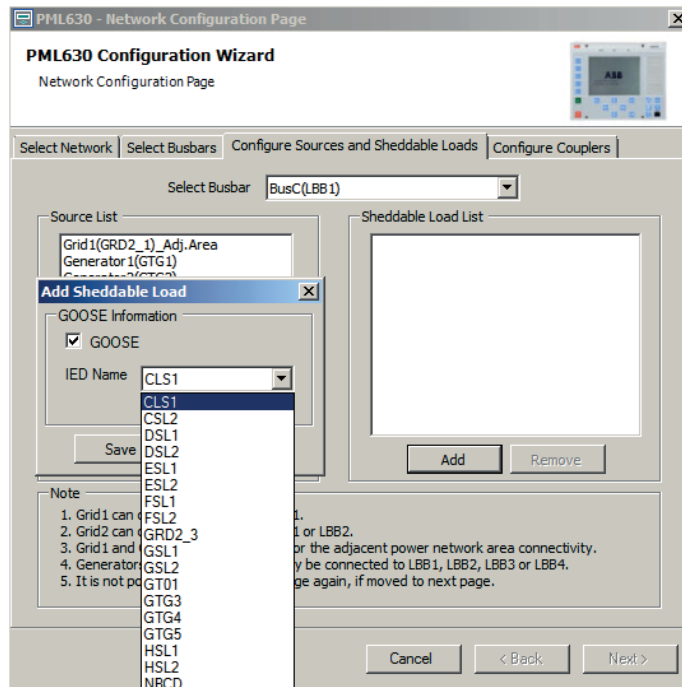 PML630 - Network Configuration Page
PML630 Configuration Wizard
Network Configuration Page
ABB
Select Network
Select Busbars
Configure Sources and Sheddable Loads
Configure Couplers
Select Busbar
BusC(LBB1)
Source List
Sheddable Load List
Grid1(GRD2_1)_Adj.Area
Generator1(GTG1)
Add Sheddable Load
GOOSE Information
GOOSE
IED Name
CLS1
CLS1
CSL2
DSL1
DSL2
ESL1
ESL2
FSL1
FSL2
GRD2_3
GSL1
GSL2
GT01
GTG3
GTG4
GTG5
HSL1
HSL2
NBCD
Save
Add
Remove
Note
1. Grid1 can 1.
2. Grid2 can 1 or LBB2.
3. Grid1 and or the adjacent power network area connectivity.
4. Generators y be connected to LBB1, LBB2, LBB3 or LBB4.
5. It is not ge again, if moved to next page.
Cancel
< Back
Next >